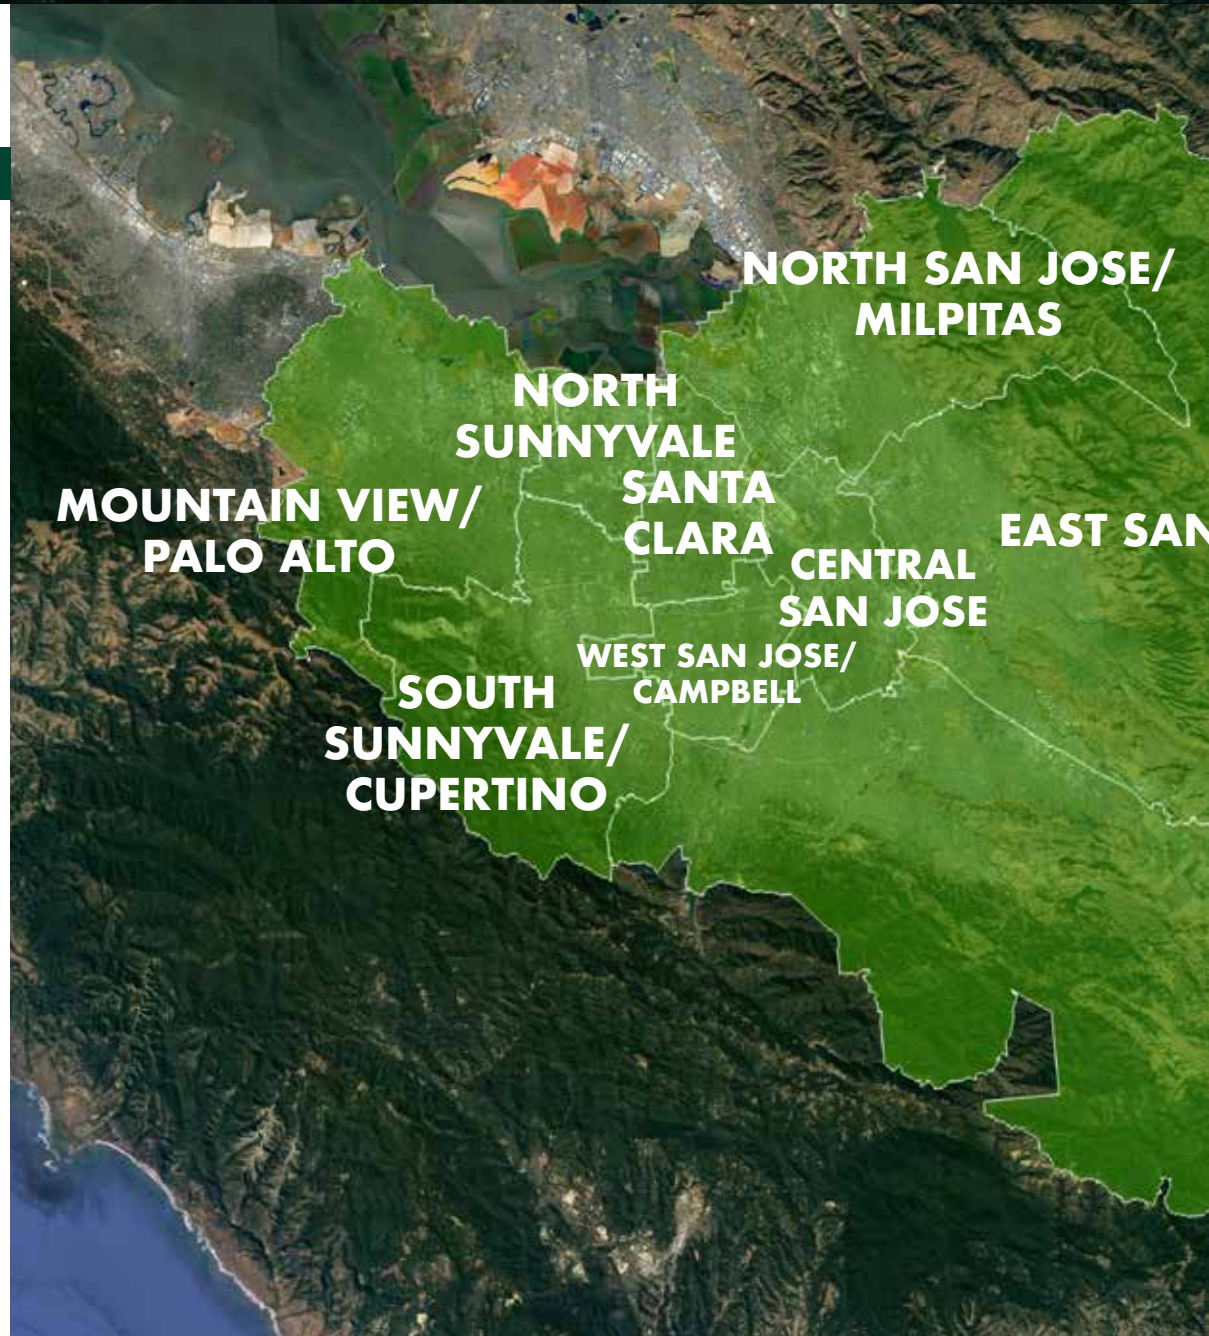 NORTH SAN JOSE/
MILPITAS
NORTH
SUNNYVALE
SANTA
CLARA
MOUNTAIN VIEW/
PALO ALTO
EAST SAN
CENTRAL
SAN JOSE
WEST SAN JOSE/
CAMPBELL
SOUTH
SUNNYVALE/
CUPERTINO